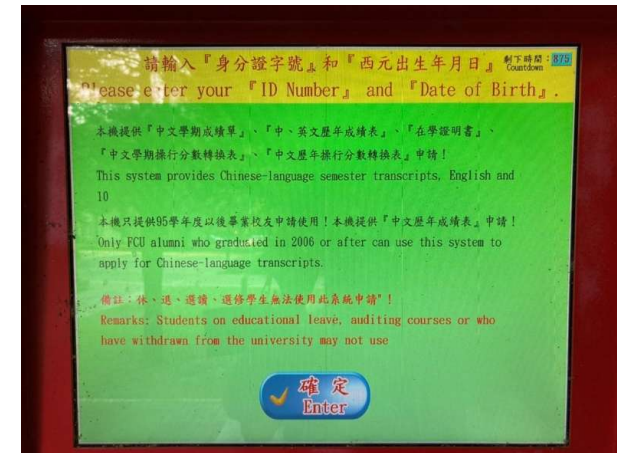 請輸入『身分證字號』和『西元出生年月日』
剩下時間：875
Countdown
Please enter your 『ID Number』 and 『Date of Birth』.
本機提供『中文學期成績單』、『中、英文歷年成績表』、『在學證明書』、
『中文學期操行分數轉換表』、『中文歷年操行分數轉換表』申請！
This system provides Chinese-language semester transcripts, English and
10
本機只提供95學年度以後畢業校友申請使用！本機提供『中文歷年成績表』申請！
Only FCU alumni who graduated in 2006 or after can use this system to
apply for Chinese-language transcripts.
備註：休、退、選讀、選修學生無法使用此系統申請"！
Remarks: Students on educational leave, auditing courses or who
have withdrawn from the university may not use
確定
Enter